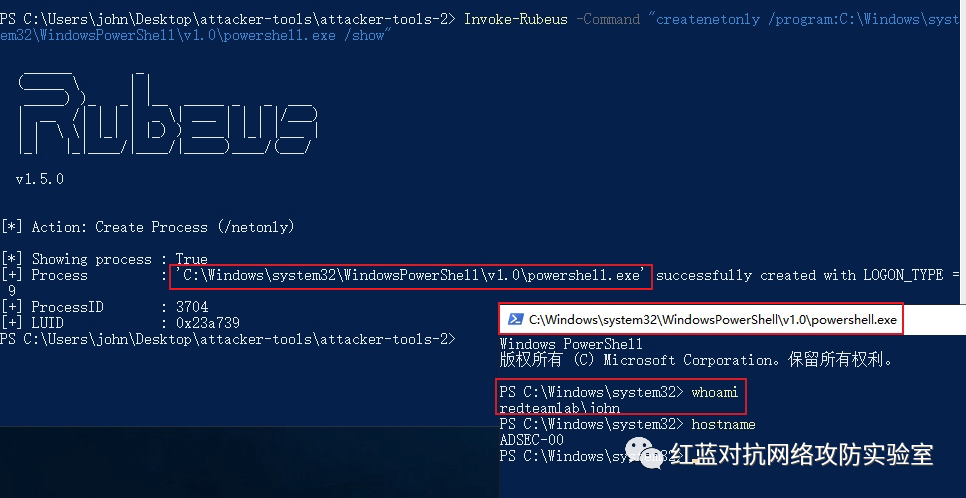 PS C:\Users\john\Desktop\attacker-tools\attacker-tools-2> Invoke-Rubeus -Command "createnetonly /program:C:\Windows\syst
em32\WindowsPowerShell\v1.0\powershell.exe /show"
Rubeus
v1.5.0
[*] Action: Create Process (/netonly)
[*] Showing process : True
[+] Process : 'C:\Windows\system32\WindowsPowerShell\v1.0\powershell.exe' successfully created with LOGON_TYPE =
9
[+] ProcessID : 3704
[+] LUID : 0x23a739
PS C:\Users\john\Desktop\attacker-tools\attacker-tools-2>
C:\Windows\system32\WindowsPowerShell\v1.0\powershell.exe
Windows PowerShell
版权所有 (C) Microsoft Corporation。保留所有权利。
PS C:\Windows\system32> whoami
redteamlab\john
PS C:\Windows\system32> hostname
ADSEC-00
PS C:\Windows\system32>
红蓝对抗网络攻防实验室